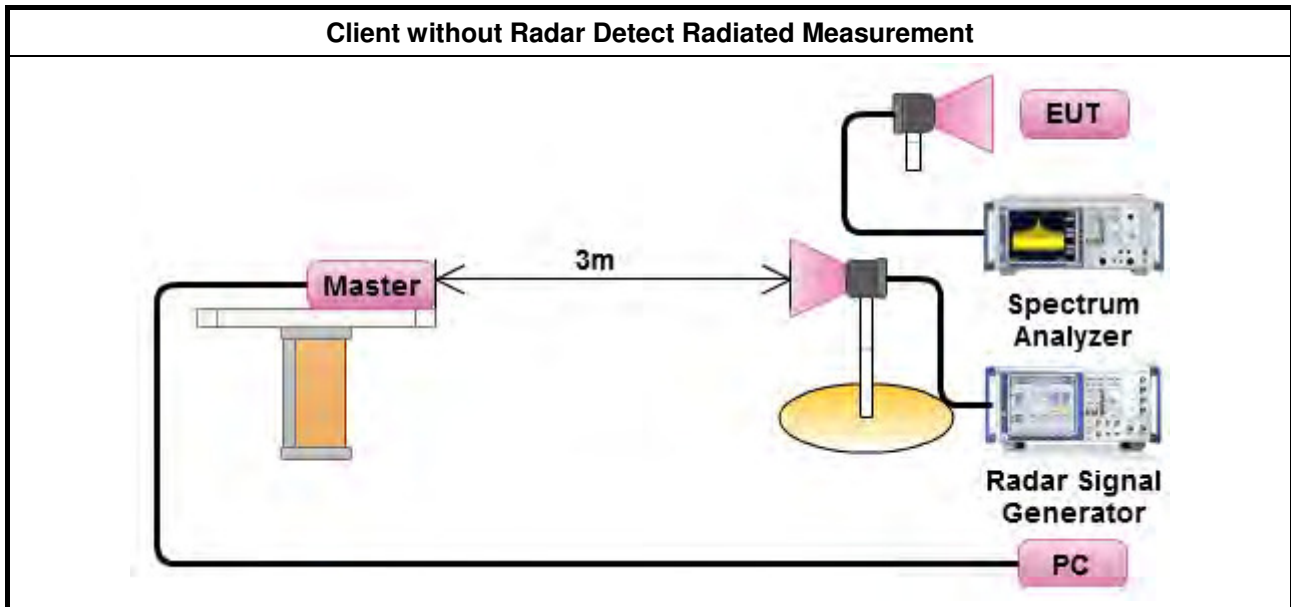 Client without Radar Detect Radiated Measurement
EUT
3m
Master
Spectrum
Analyzer
Radar Signal
Generator
PC